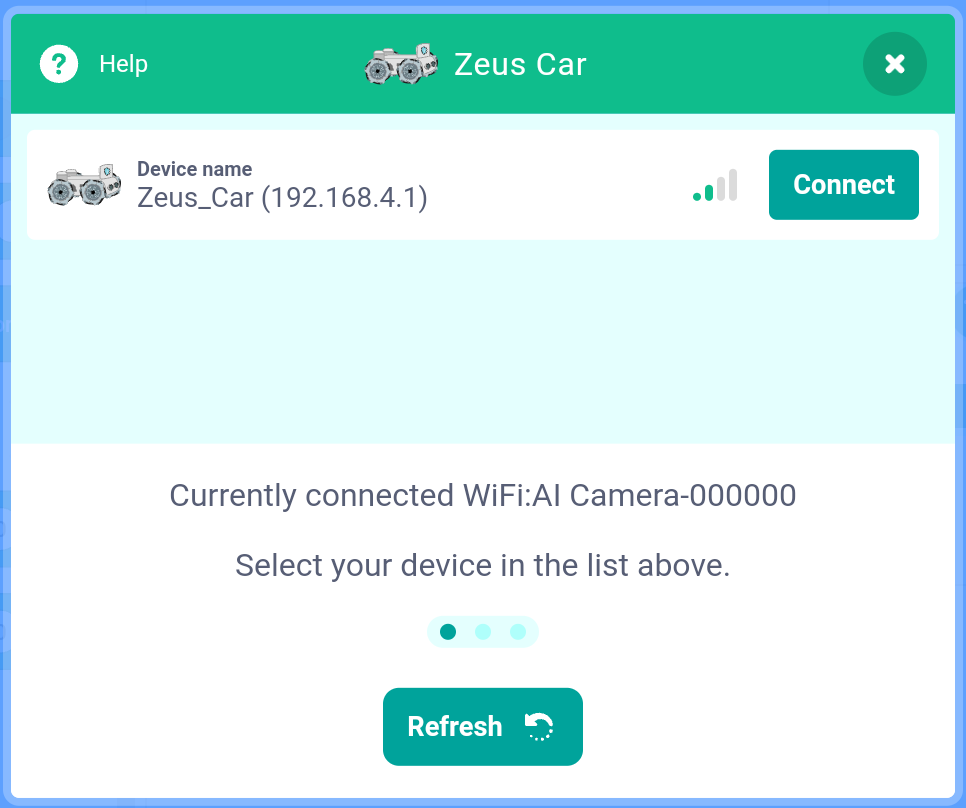 Help
Zeus Car
Device name
Zeus_Car (192.168.4.1)
Connect
Currently connected WiFi:AI Camera-000000
Select your device in the list above.
Refresh